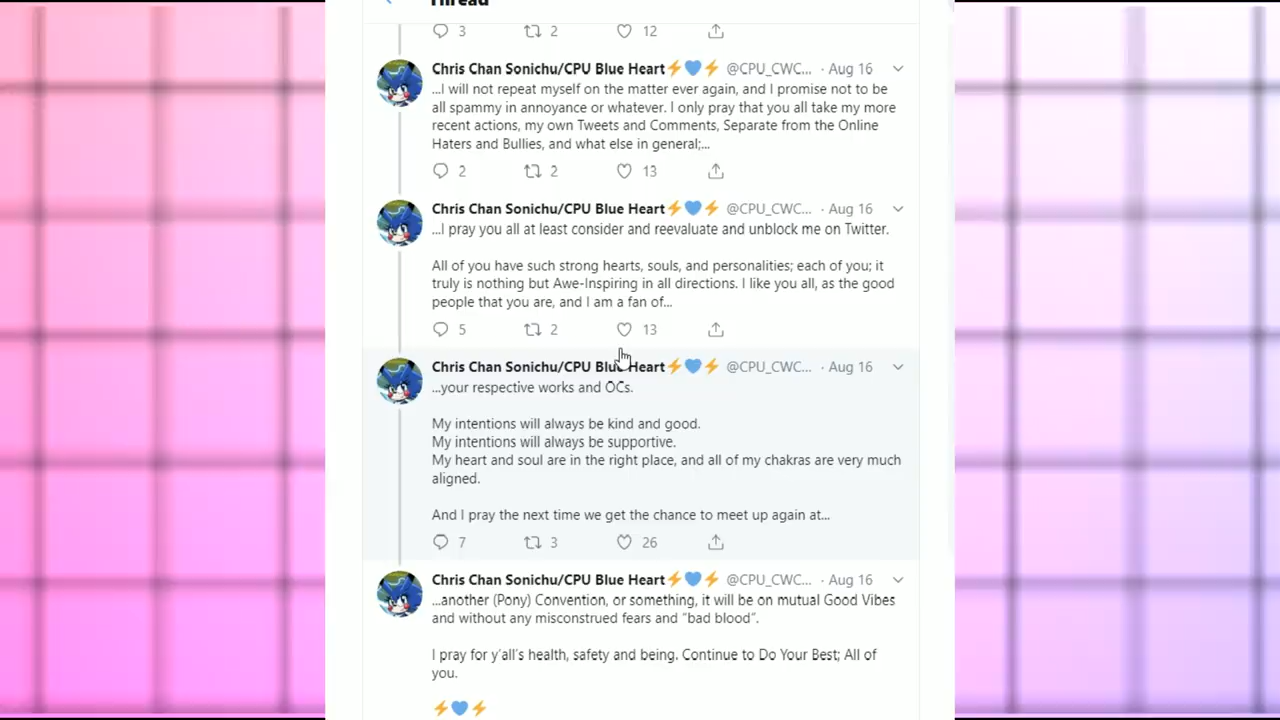 Thread
3 2 12
Chris Chan Sonichu/CPU Blue Heart⚡💙⚡ @CPU_CWC... · Aug 16
...I will not repeat myself on the matter ever again, and I promise not to be
all spammy in annoyance or whatever. I only pray that you all take my more
recent actions, my own Tweets and Comments, Separate from the Online
Haters and Bullies, and what else in general;...
2 2 13
Chris Chan Sonichu/CPU Blue Heart⚡💙⚡ @CPU_CWC... · Aug 16
...I pray you all at least consider and reevaluate and unblock me on Twitter.
All of you have such strong hearts, souls, and personalities; each of you; it
truly is nothing but Awe-Inspiring in all directions. I like you all, as the good
people that you are, and I am a fan of...
5 2 13
Chris Chan Sonichu/CPU Blue Heart⚡💙⚡ @CPU_CWC... · Aug 16
...your respective works and OCs.
My intentions will always be kind and good.
My intentions will always be supportive.
My heart and soul are in the right place, and all of my chakras are very much
aligned.
And I pray the next time we get the chance to meet up again at...
7 3 26
Chris Chan Sonichu/CPU Blue Heart⚡💙⚡ @CPU_CWC... · Aug 16
...another (Pony) Convention, or something, it will be on mutual Good Vibes
and without any misconstrued fears and “bad blood”.
I pray for y’all’s health, safety and being. Continue to Do Your Best; All of
you.
⚡💙⚡